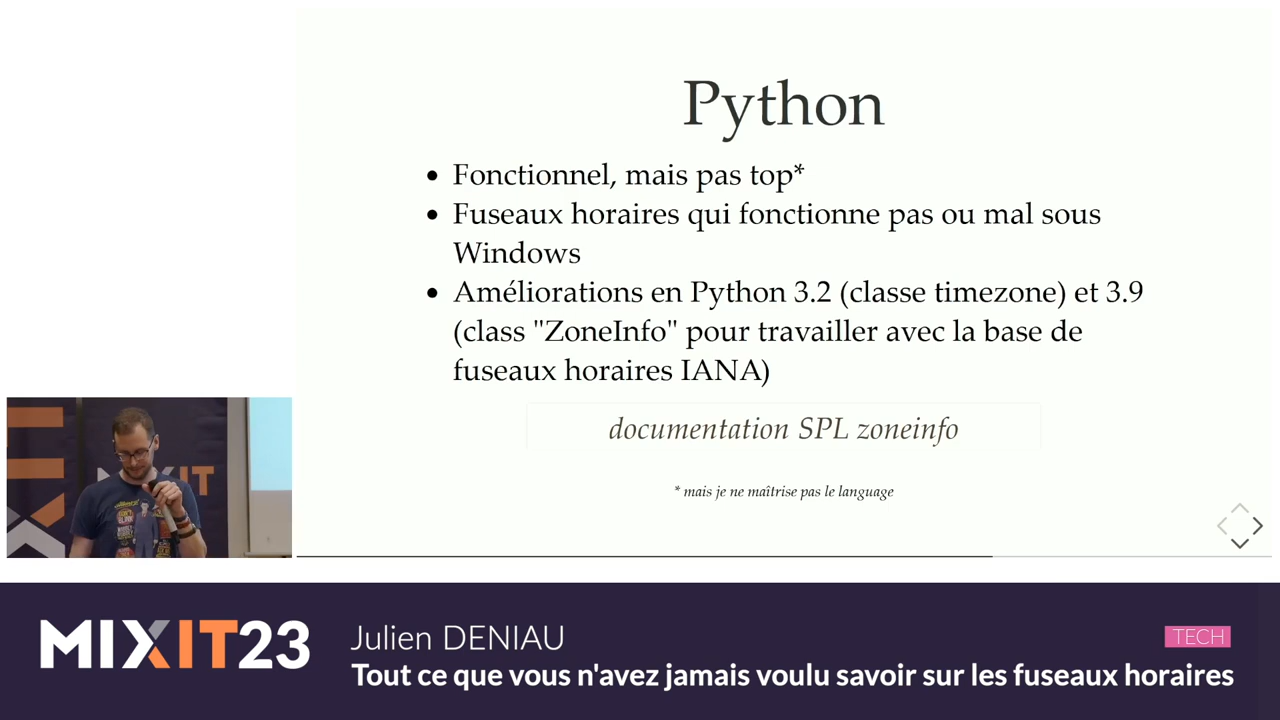 Python
• Fonctionnel, mais pas top*
• Fuseaux horaires qui fonctionne pas ou mal sous
Windows
• Améliorations en Python 3.2 (classe timezone) et 3.9
(class "ZoneInfo" pour travailler avec la base de
fuseaux horaires IANA)
documentation SPL zoneinfo
* mais je ne maîtrise pas le language
MIXIT
MIXIT23
Julien DENIAU
TECH
Tout ce que vous n'avez jamais voulu savoir sur les fuseaux horaires